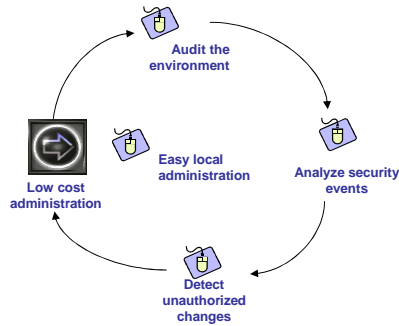 Audit the
environment
Analyze security
events
Detect
unauthorized
changes
Low cost
administration
Easy local
administration